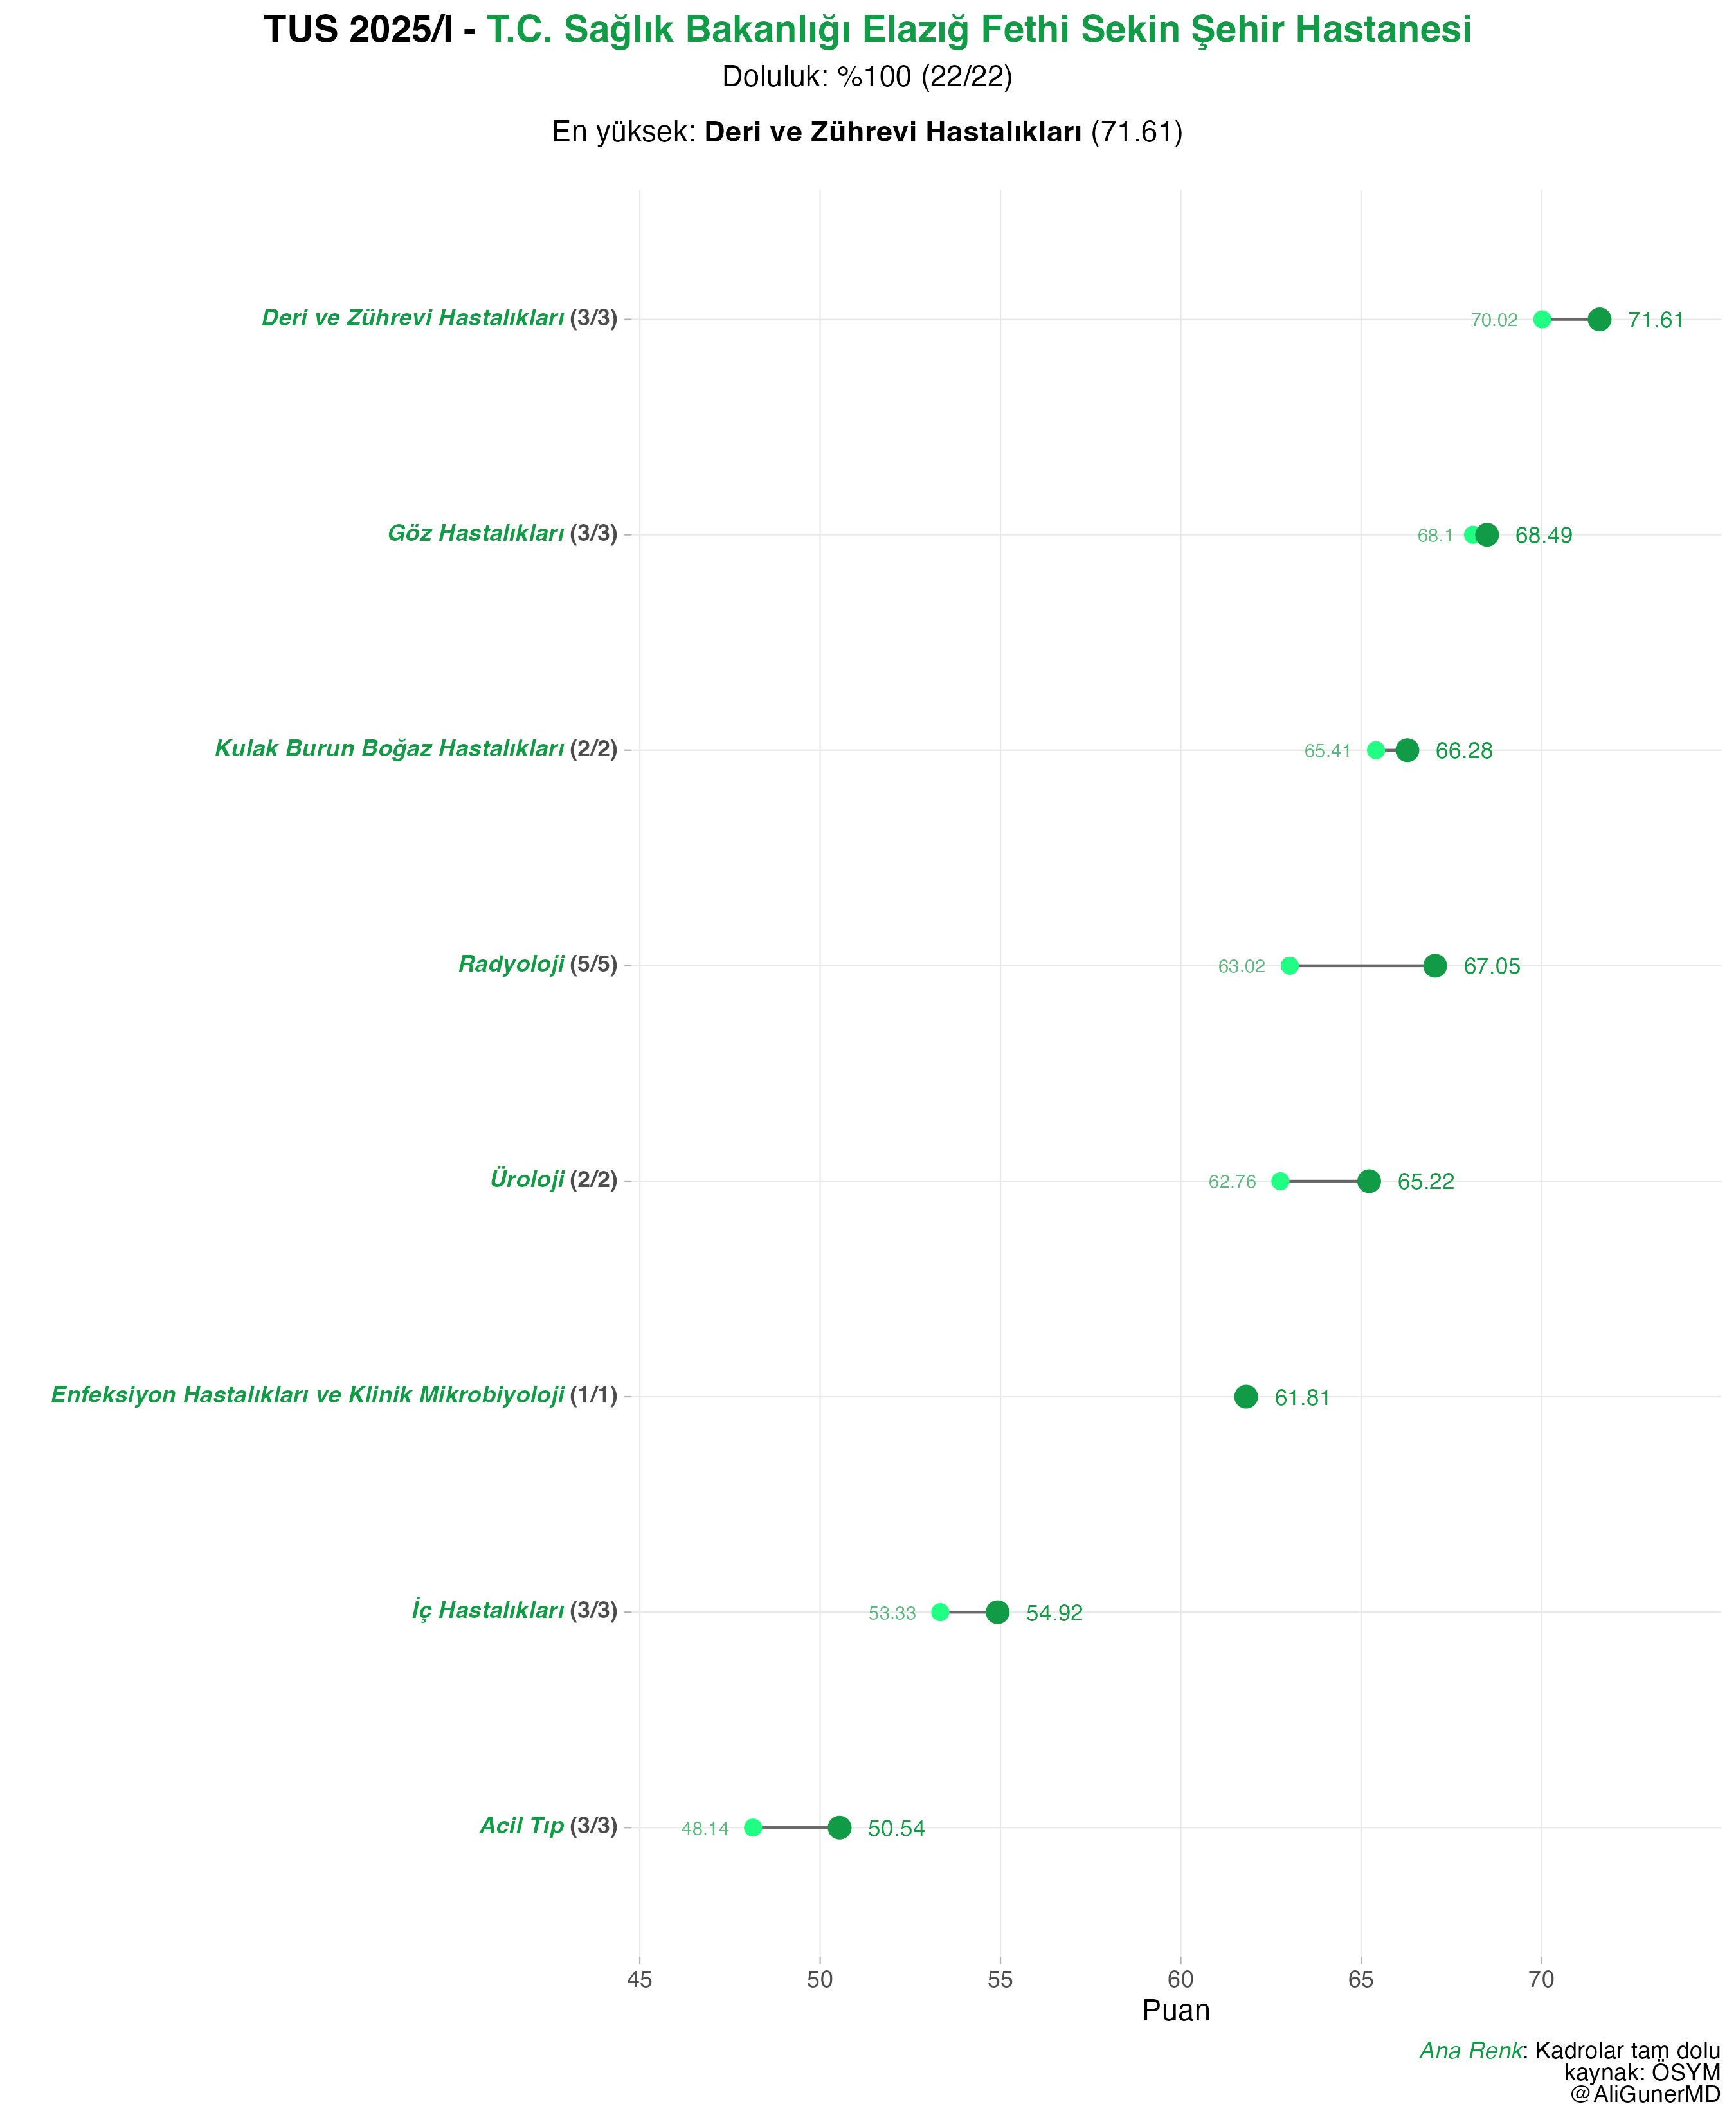 TUS 2025/I - T.C. Sağlık Bakanlığı Elazığ Fethi Sekin Şehir Hastanesi
Doluluk: %100 (22/22)
En yüksek: Deri ve Zührevi Hastalıkları (71.61)
Deri ve Zührevi Hastalıkları (3/3) 70.02 71.61
Göz Hastalıkları (3/3) 68.1 68.49
Kulak Burun Boğaz Hastalıkları (2/2) 65.41 66.28
Radyoloji (5/5) 63.02 67.05
Üroloji (2/2) 62.76 65.22
Enfeksiyon Hastalıkları ve Klinik Mikrobiyoloji (1/1) 61.81
İç Hastalıkları (3/3) 53.33 54.92
Acil Tıp (3/3) 48.14 50.54
45 50 55 60 65 70
Puan
Ana Renk: Kadrolar tam dolu
kaynak: ÖSYM
@AliGunerMD